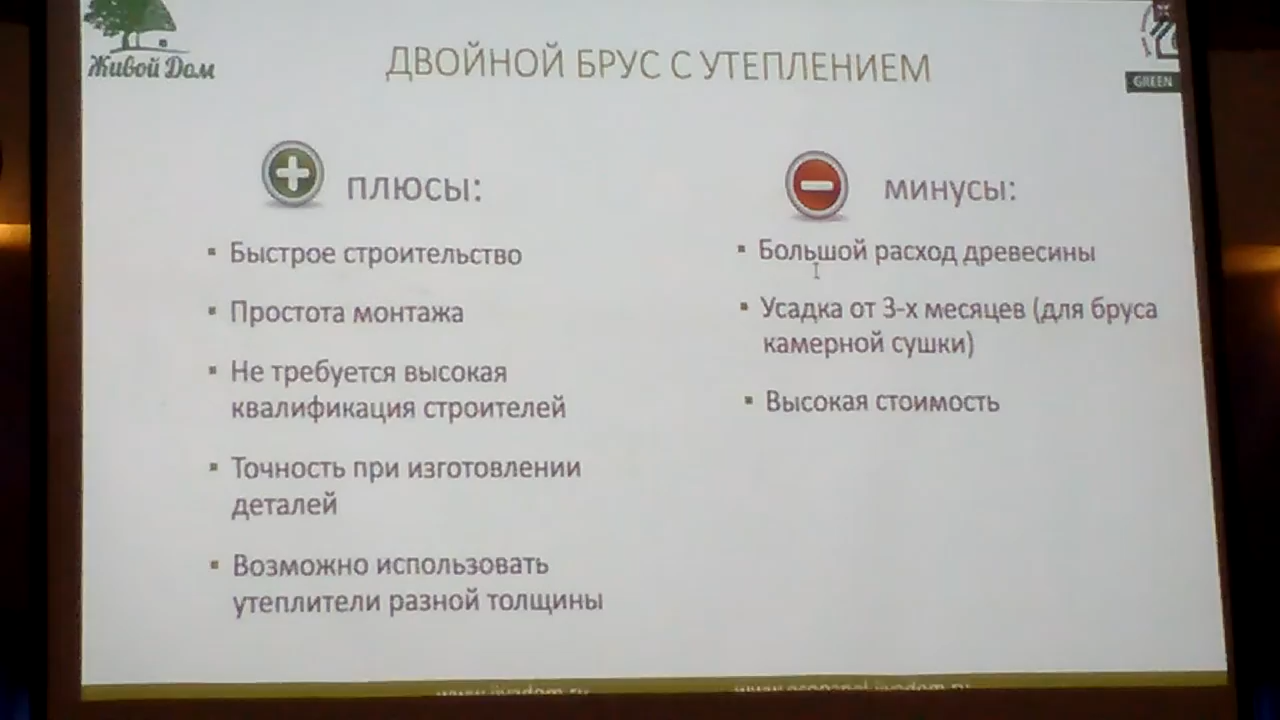 Живой Дом
GREEN
ДВОЙНОЙ БРУС С УТЕПЛЕНИЕМ
плюсы:
▪ Быстрое строительство
▪ Простота монтажа
▪ Не требуется высокая
квалификация строителей
▪ Точность при изготовлении
деталей
▪ Возможно использовать
утеплители разной толщины
минусы:
▪ Большой расход древесины
▪ Усадка от 3-х месяцев (для бруса
камерной сушки)
▪ Высокая стоимость